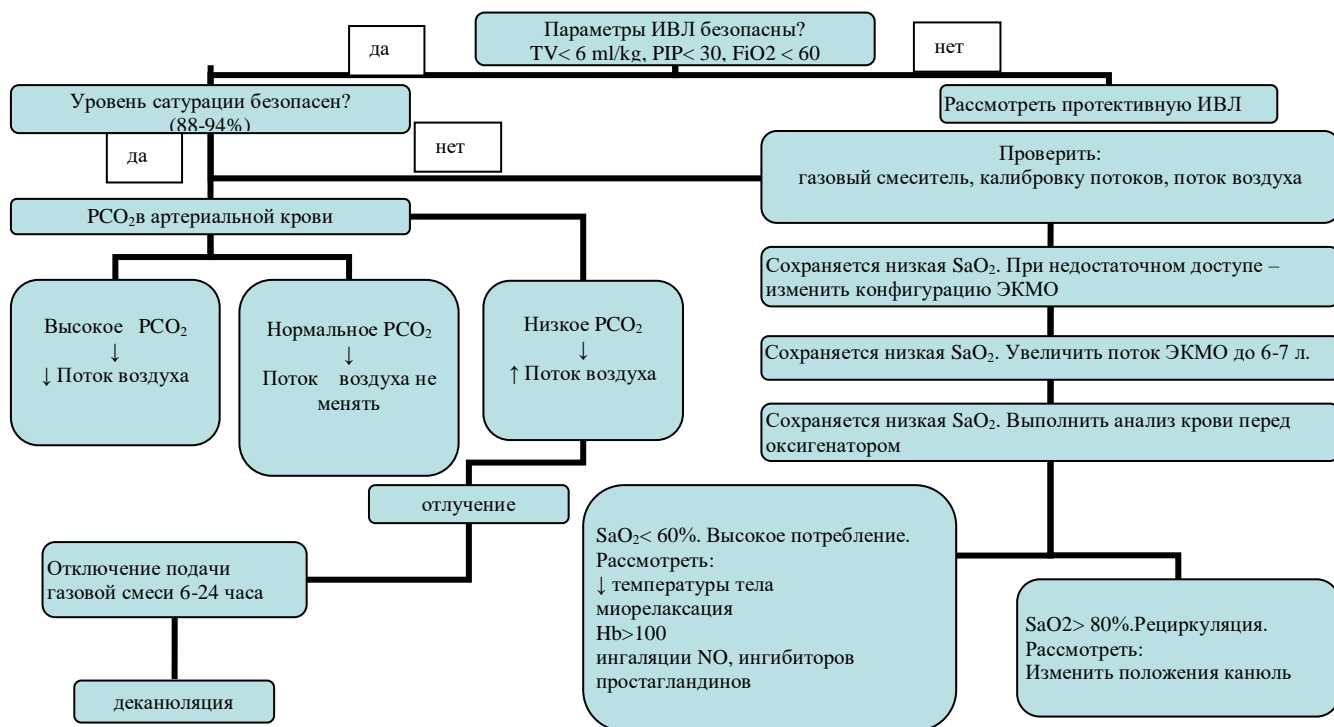 Параметры ИВЛ безопасны?
TV< 6 ml/kg, PIP< 30, FiO2 < 60
да
нет
Уровень сатурации безопасен?
(88-94%)
Рассмотреть протективную ИВЛ
да
нет
Проверить:
газовый смеситель, калибровку потоков, поток воздуха
PCO₂в артериальной крови
Сохраняется низкая SaO₂. При недостаточном доступе –
изменить конфигурацию ЭКМО
Высокое PCO₂
↓
↓ Поток воздуха
Нормальное PCO₂
↓
Поток воздуха не
менять
Низкое PCO₂
↓
↑ Поток воздуха
Сохраняется низкая SaO₂. Увеличить поток ЭКМО до 6-7 л.
Сохраняется низкая SaO₂. Выполнить анализ крови перед
оксигенатором
отлучение
Отключение подачи
газовой смеси 6-24 часа
деканюляция
SaO₂< 60%. Высокое потребление.
Рассмотреть:
↓ температуры тела
миорелаксация
Hb>100
ингаляции NO, ингибиторов
простагландинов
SaO2> 80%.Рециркуляция.
Рассмотреть:
Изменить положения канюль